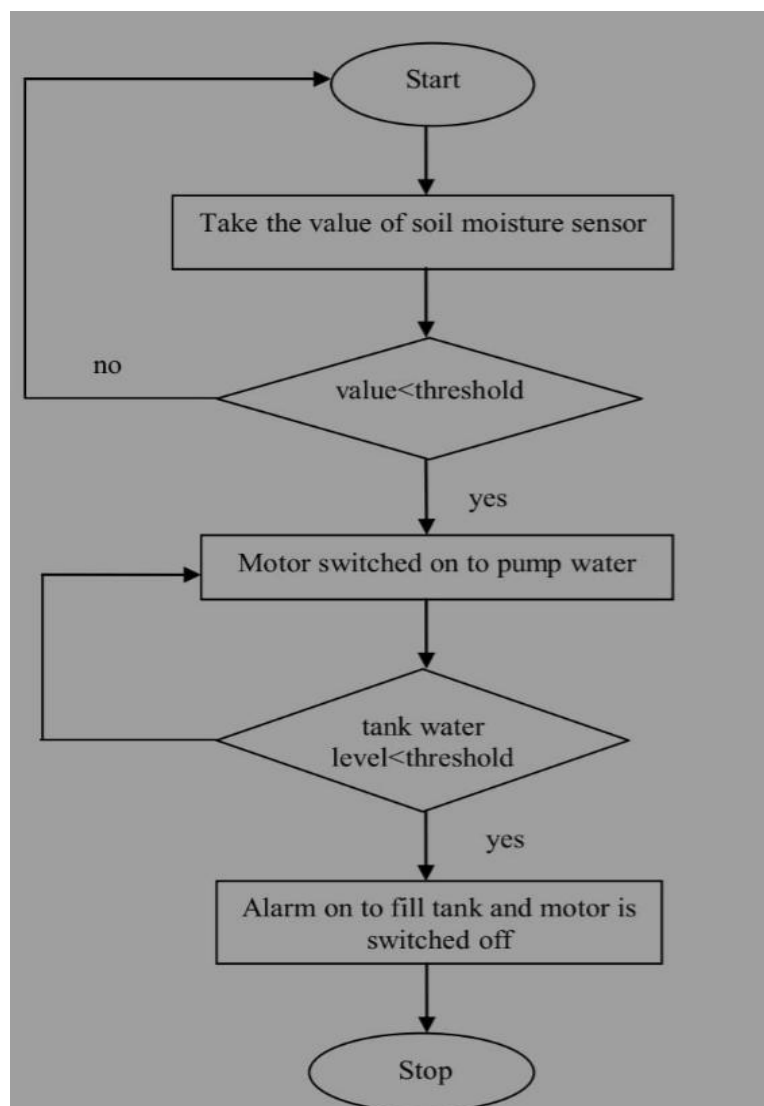 Start
Take the value of soil moisture sensor
no
value<threshold
yes
Motor switched on to pump water
tank water
level<threshold
yes
Alarm on to fill tank and motor is
switched off
Stop